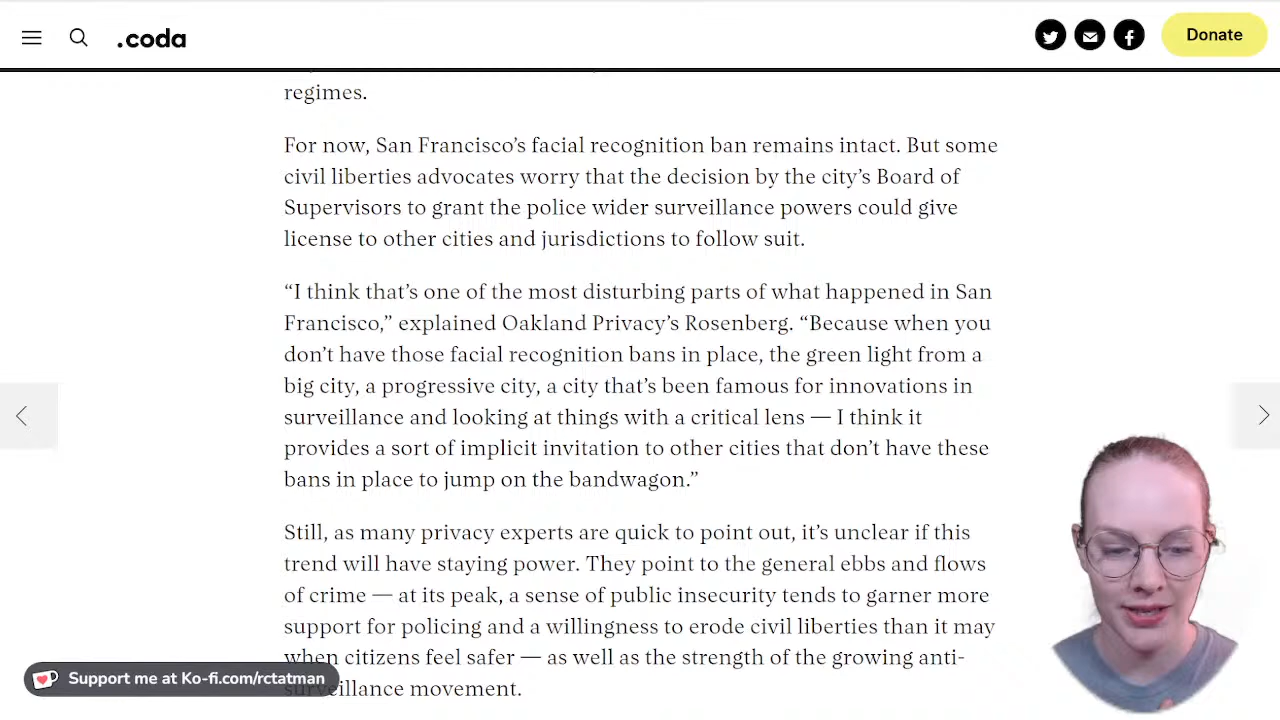 .coda
Donate
regimes.
For now, San Francisco’s facial recognition ban remains intact. But some
civil liberties advocates worry that the decision by the city’s Board of
Supervisors to grant the police wider surveillance powers could give
license to other cities and jurisdictions to follow suit.
“I think that’s one of the most disturbing parts of what happened in San
Francisco,” explained Oakland Privacy’s Rosenberg. “Because when you
don’t have those facial recognition bans in place, the green light from a
big city, a progressive city, a city that’s been famous for innovations in
surveillance and looking at things with a critical lens — I think it
provides a sort of implicit invitation to other cities that don’t have these
bans in place to jump on the bandwagon.”
Still, as many privacy experts are quick to point out, it’s unclear if this
trend will have staying power. They point to the general ebbs and flows
of crime — at its peak, a sense of public insecurity tends to garner more
support for policing and a willingness to erode civil liberties than it may
when citizens feel safer — as well as the strength of the growing anti-
surveillance movement.
Support me at Ko-fi.com/rctatman